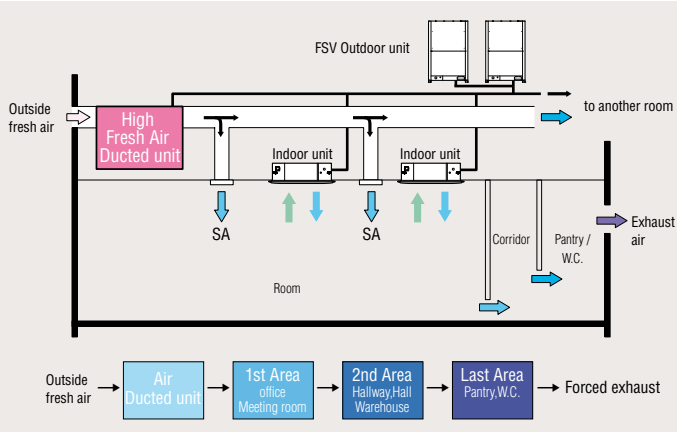 FSV Outdoor unit
Outside
fresh air
High
Fresh Air
Ducted unit
to another room
Indoor unit
Indoor unit
SA
SA
Corridor
Pantry /
W.C.
Exhaust
air
Room
Outside
fresh air
Air
Ducted unit
1st Area
office
Meeting room
2nd Area
Hallway,Hall
Warehouse
Last Area
Pantry,W.C.
Forced exhaust